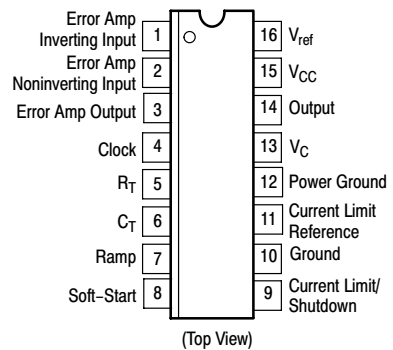 Error Amp
Inverting Input 1
Error Amp
Noninverting Input 2
Error Amp Output 3
Clock 4
RT 5
CT 6
Ramp 7
Soft-Start 8
16 Vref
15 VCC
14 Output
13 VC
12 Power Ground
11 Current Limit
Reference
10 Ground
9 Current Limit/
Shutdown
(Top View)